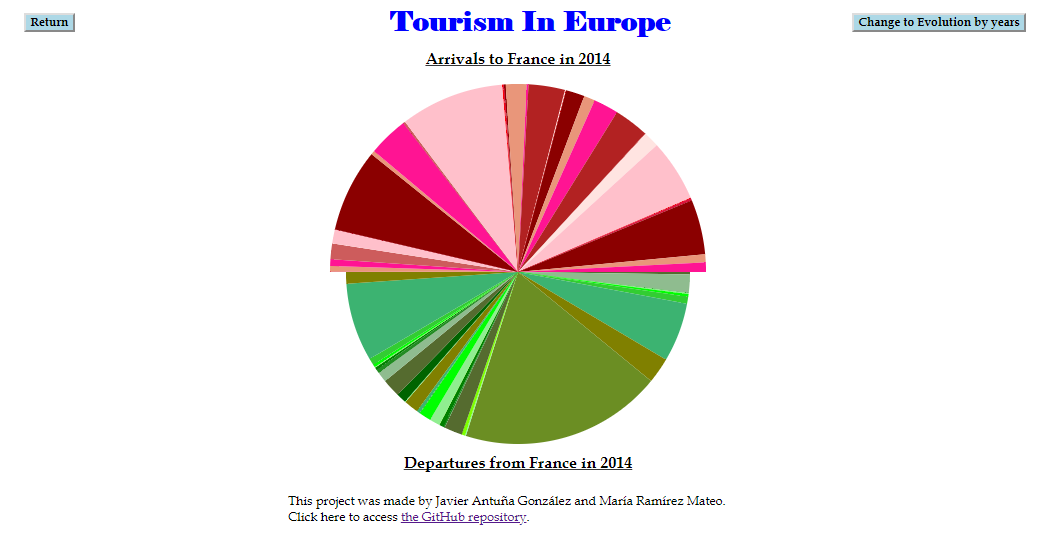 Return
Tourism In Europe
Change to Evolution by years
Arrivals to France in 2014
Departures from France in 2014
This project was made by Javier Antuña González and María Ramírez Mateo.
Click here to access the GitHub repository.